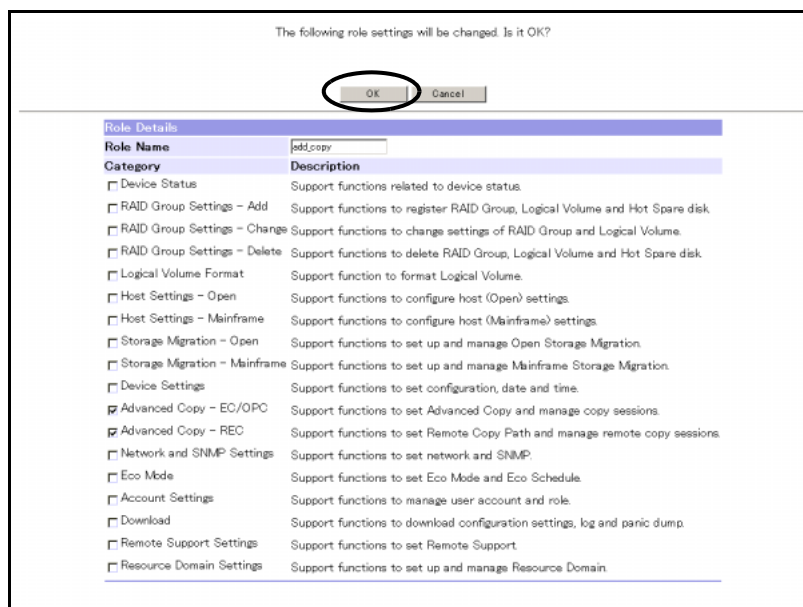 The following role settings will be changed. Is it OK?
OK Cancel
Role Details
Role Name add_copy
Category Description
Device Status Support functions related to device status.
RAID Group Settings - Add Support functions to register RAID Group, Logical Volume and Hot Spare disk.
RAID Group Settings - Change Support functions to change settings of RAID Group and Logical Volume.
RAID Group Settings - Delete Support functions to delete RAID Group, Logical Volume and Hot Spare disk.
Logical Volume Format Support function to format Logical Volume.
Host Settings - Open Support functions to configure host (Open) settings.
Host Settings - Mainframe Support functions to configure host (Mainframe) settings.
Storage Migration - Open Support functions to set up and manage Open Storage Migration.
Storage Migration - Mainframe Support functions to set up and manage Mainframe Storage Migration.
Device Settings Support functions to set configuration, date and time.
Advanced Copy - EC/OPC Support functions to set Advanced Copy and manage copy sessions.
Advanced Copy - REC Support functions to set Remote Copy Path and manage remote copy sessions.
Network and SNMP Settings Support functions to set network and SNMP.
Eco Mode Support functions to set Eco Mode and Eco Schedule.
Account Settings Support functions to manage user account and role.
Download Support functions to download configuration settings, log and panic dump.
Remote Support Settings Support functions to set Remote Support.
Resource Domain Settings Support functions to set up and manage Resource Domain.